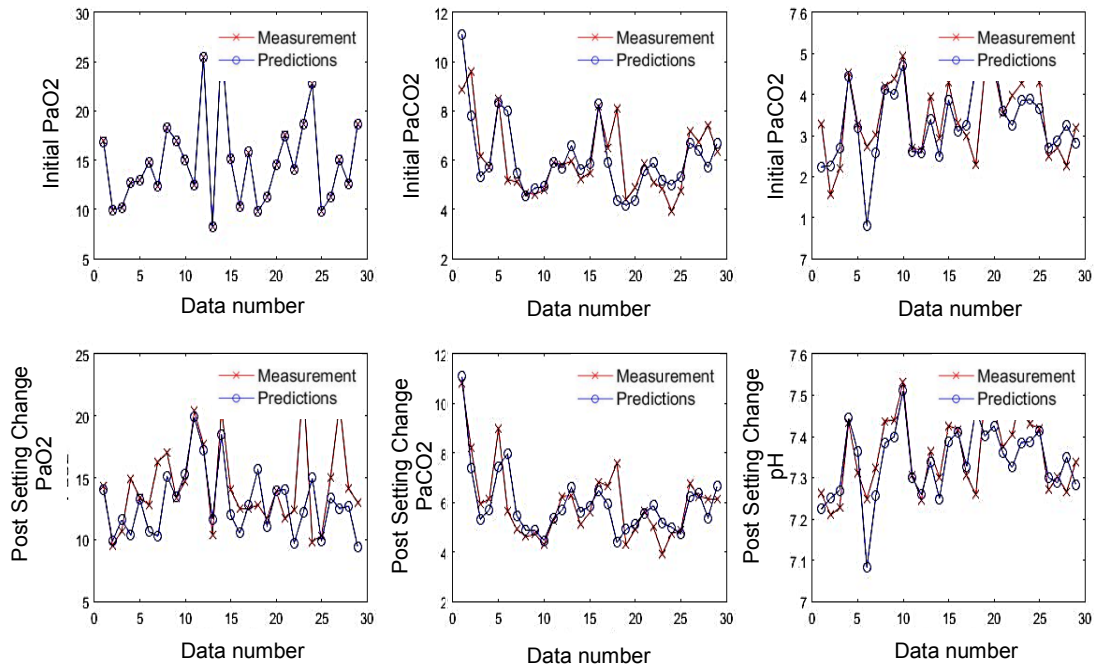 30
25
20
15
10
5
0 5 10 15 20 25 30
Initial PaO2
Data number
Measurement
Predictions
12
10
8
6
4
2
0 5 10 15 20 25 30
Initial PaCO2
Data number
Measurement
Predictions
7.6
5
4
3
2
1
7
0 5 10 15 20 25 30
Initial PaCO2
Data number
Measurement
Predictions
25
20
15
10
5
0 5 10 15 20 25 30
Post Setting Change
PaO2
Data number
Measurement
Predictions
12
10
8
6
4
2
0 5 10 15 20 25 30
Post Setting Change
PaCO2
Data number
Measurement
Predictions
7.6
7.5
7.4
7.3
7.2
7.1
7
0 5 10 15 20 25 30
Post Setting Change
pH
Data number
Measurement
Predictions